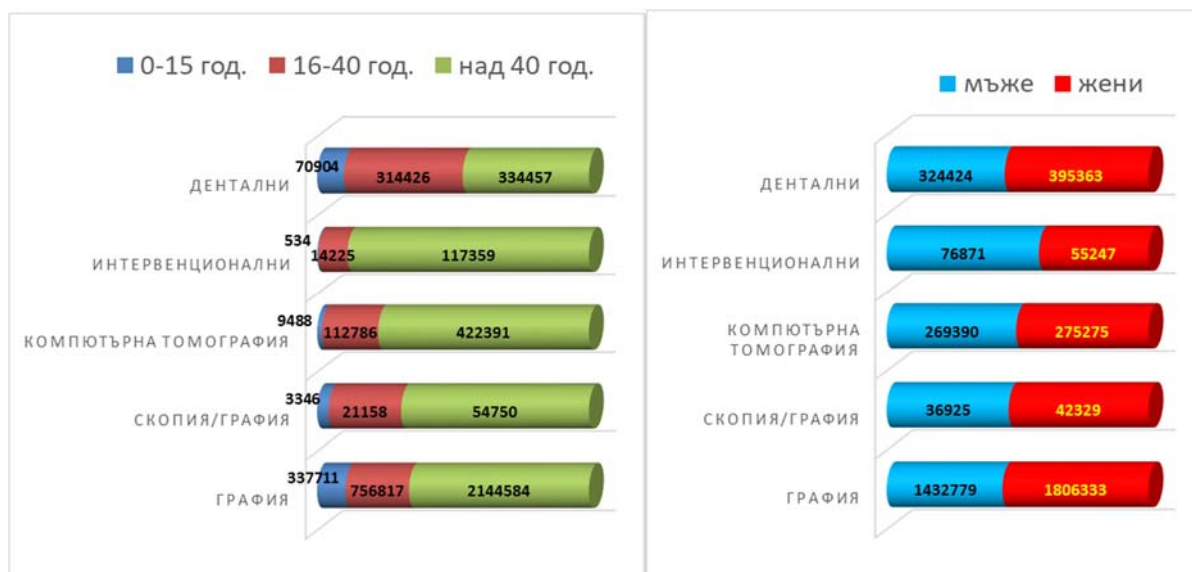 0-15 год. 16-40 год. над 40 год.
70904 314426 334457
ДЕНТАЛНИ
534 14225 117359
ИНТЕРВЕНЦИОНАЛНИ
9488 112786 422391
КОМПЮТЪРНА ТОМОГРАФИЯ
3346 21158 54750
СКОПИЯ/ГРАФИЯ
337711 756817 2144584
ГРАФИЯ
мъже жени
ДЕНТАЛНИ 324424 395363
ИНТЕРВЕНЦИОНАЛНИ 76871 55247
КОМПЮТЪРНА
ТОМОГРАФИЯ 269390 275275
СКОПИЯ/ГРАФИЯ 36925 42329
ГРАФИЯ 1432779 1806333